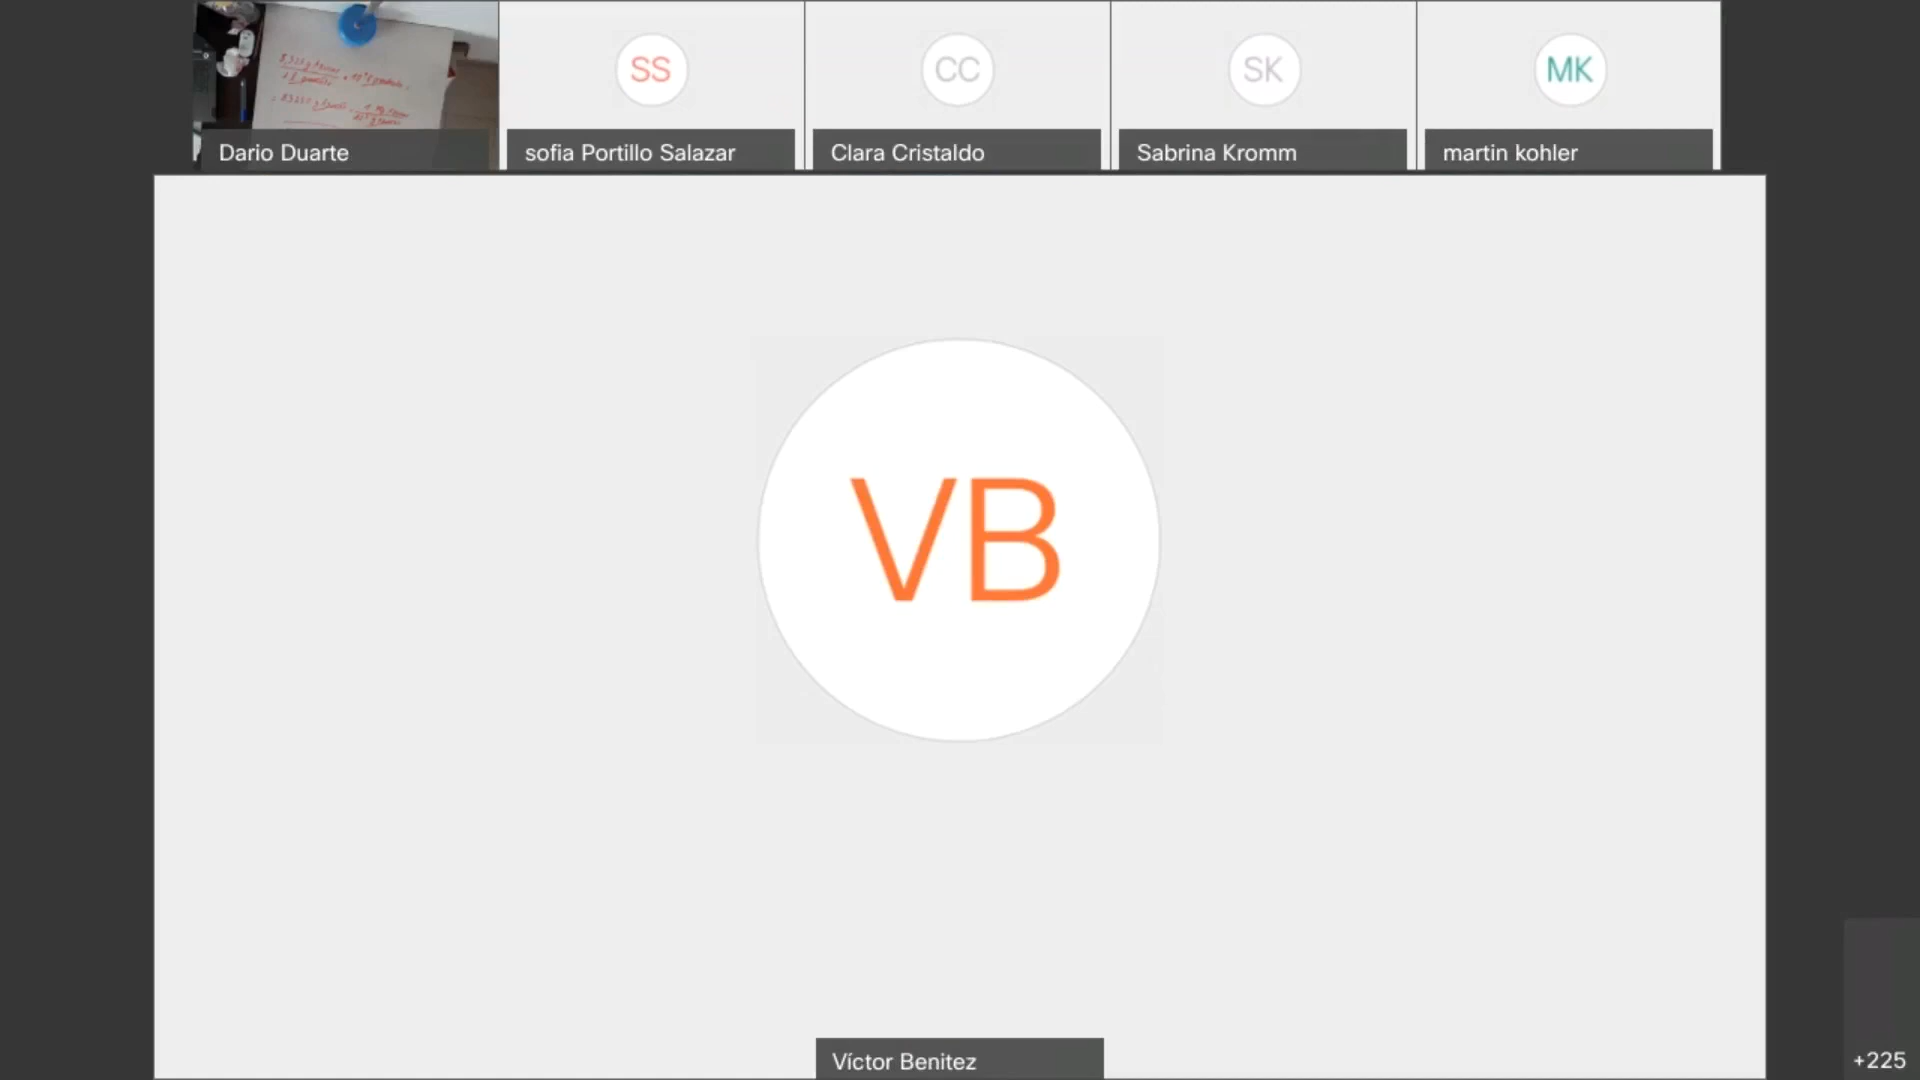 SS
CC
SK
MK
Dario Duarte
sofia Portillo Salazar
Clara Cristaldo
Sabrina Kromm
martin kohler
VB
Víctor Benitez
+225